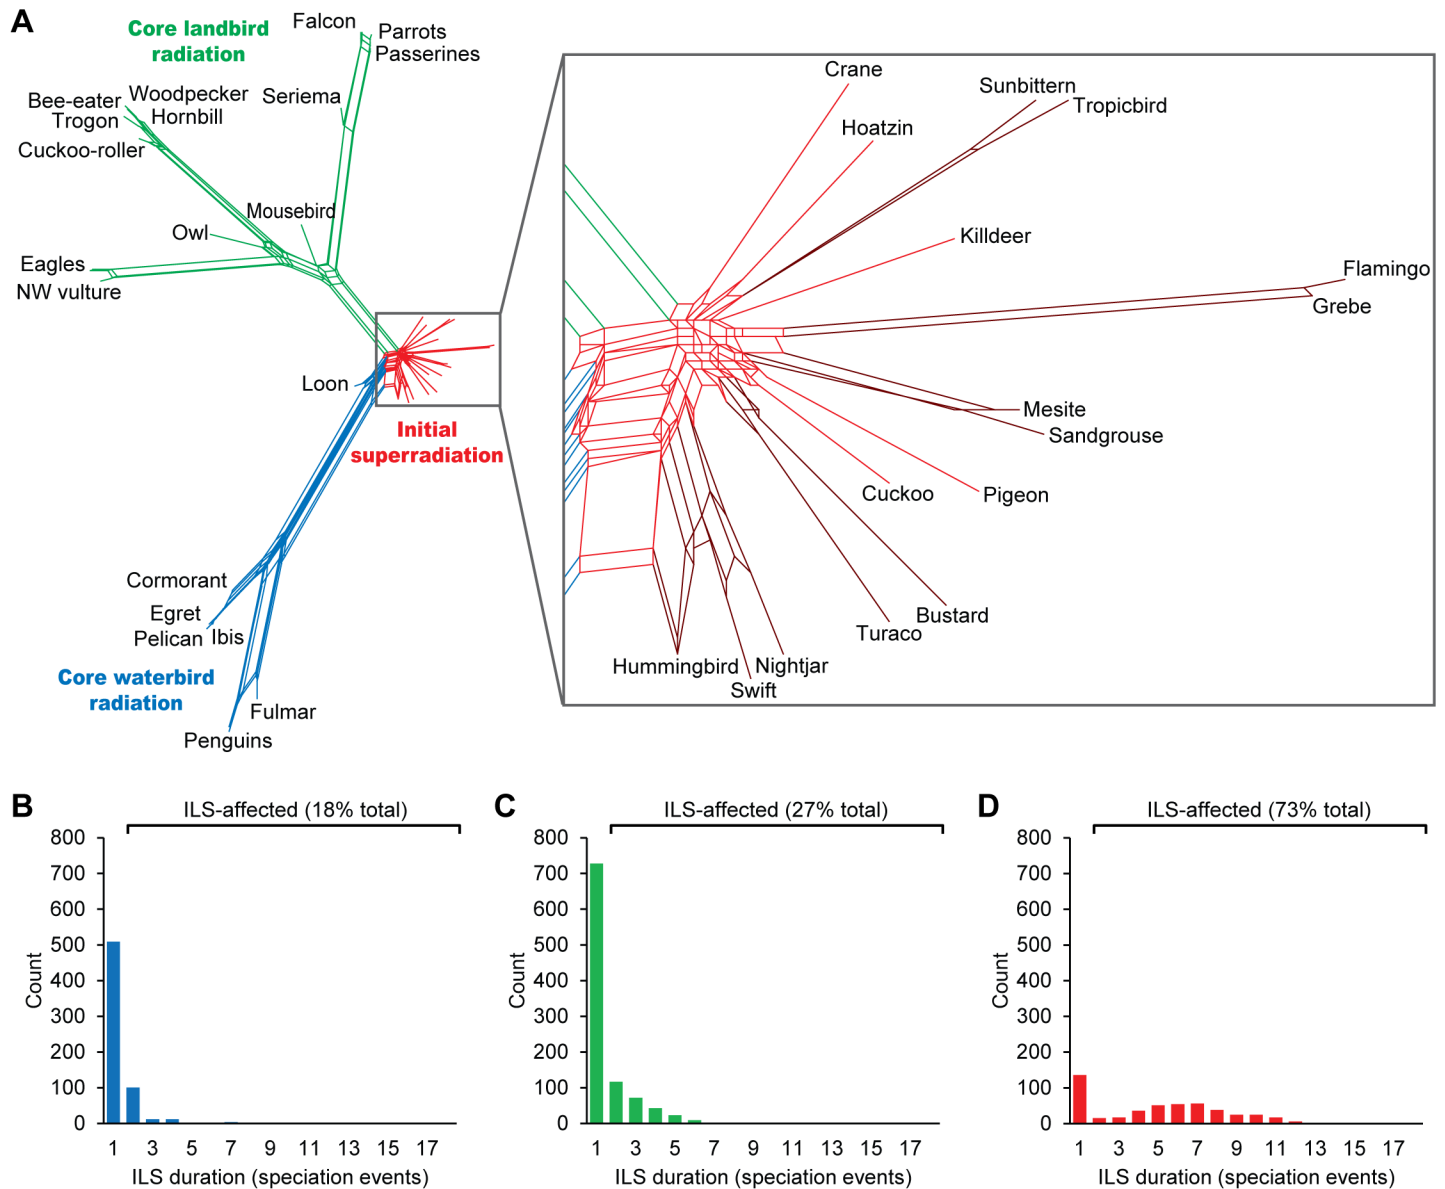 A
Core landbird
radiation
Falcon
Parrots
Passerines
Bee-eater
Woodpecker
Trogon
Hornbill
Seriema
Cuckoo-roller
Mousebird
Owl
Eagles
NW vulture
Loon
Initial
superradiation
Cormorant
Egret
Pelican
Ibis
Core waterbird
radiation
Fulmar
Penguins
Crane
Sunbittern
Tropicbird
Hoatzin
Killdeer
Flamingo
Grebe
Mesite
Sandgrouse
Cuckoo
Pigeon
Bustard
Turaco
Hummingbird
Nightjar
Swift
B
ILS-affected (18% total)
800
700
600
500
400
300
200
100
0
Count
1 3 5 7 9 11 13 15 17
ILS duration (speciation events)
C
ILS-affected (27% total)
800
700
600
500
400
300
200
100
0
Count
1 3 5 7 9 11 13 15 17
ILS duration (speciation events)
D
ILS-affected (73% total)
800
700
600
500
400
300
200
100
0
Count
1 3 5 7 9 11 13 15 17
ILS duration (speciation events)